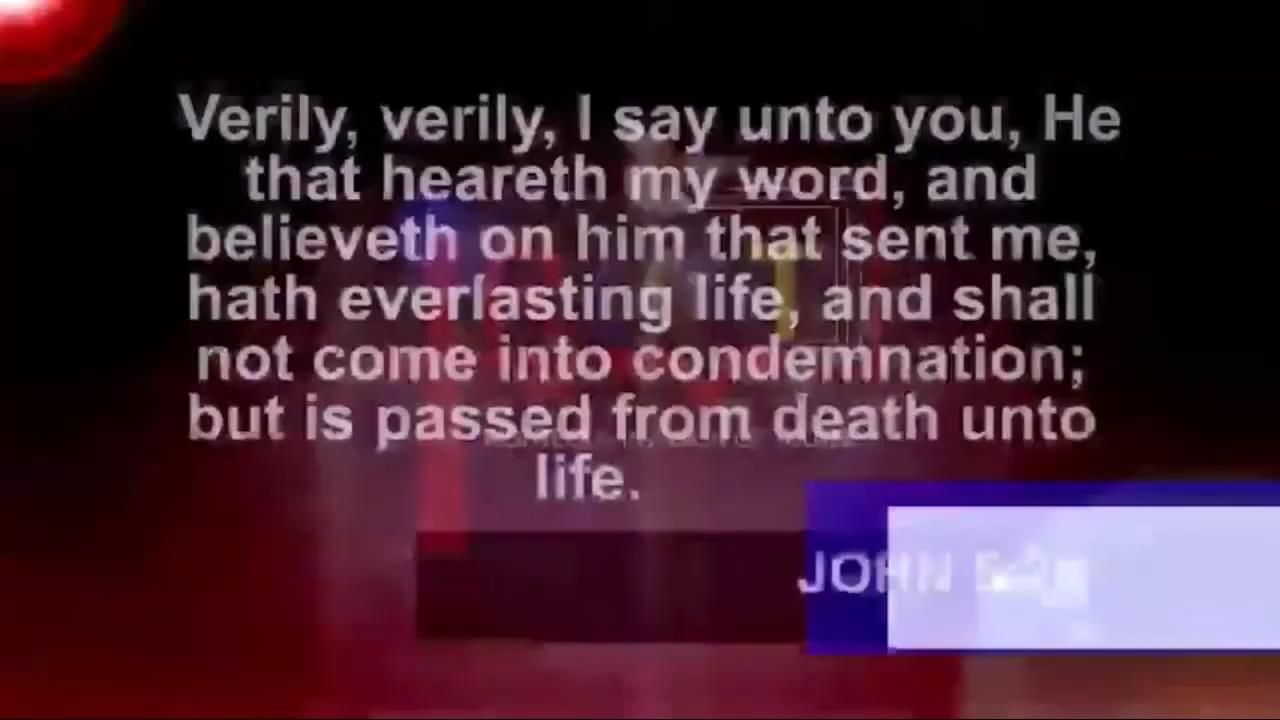 Verily, verily, I say unto you, He
that heareth my word, and
believeth on him that sent me,
hath everlasting life, and shall
not come into condemnation;
but is passed from death unto
life.
JOHN